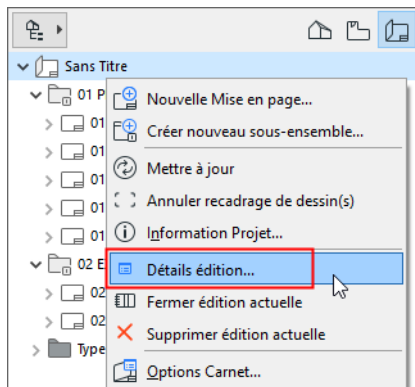 Sans Titre
01 P
Nouvelle Mise en page...
01
Créer nouveau sous-ensemble...
01
Mettre à jour
01
Annuler recadrage de dessin(s)
01
Information Projet...
01
02 E
Détails édition...
02
Fermer édition actuelle
02
Supprimer édition actuelle
Type
Options Carnet...